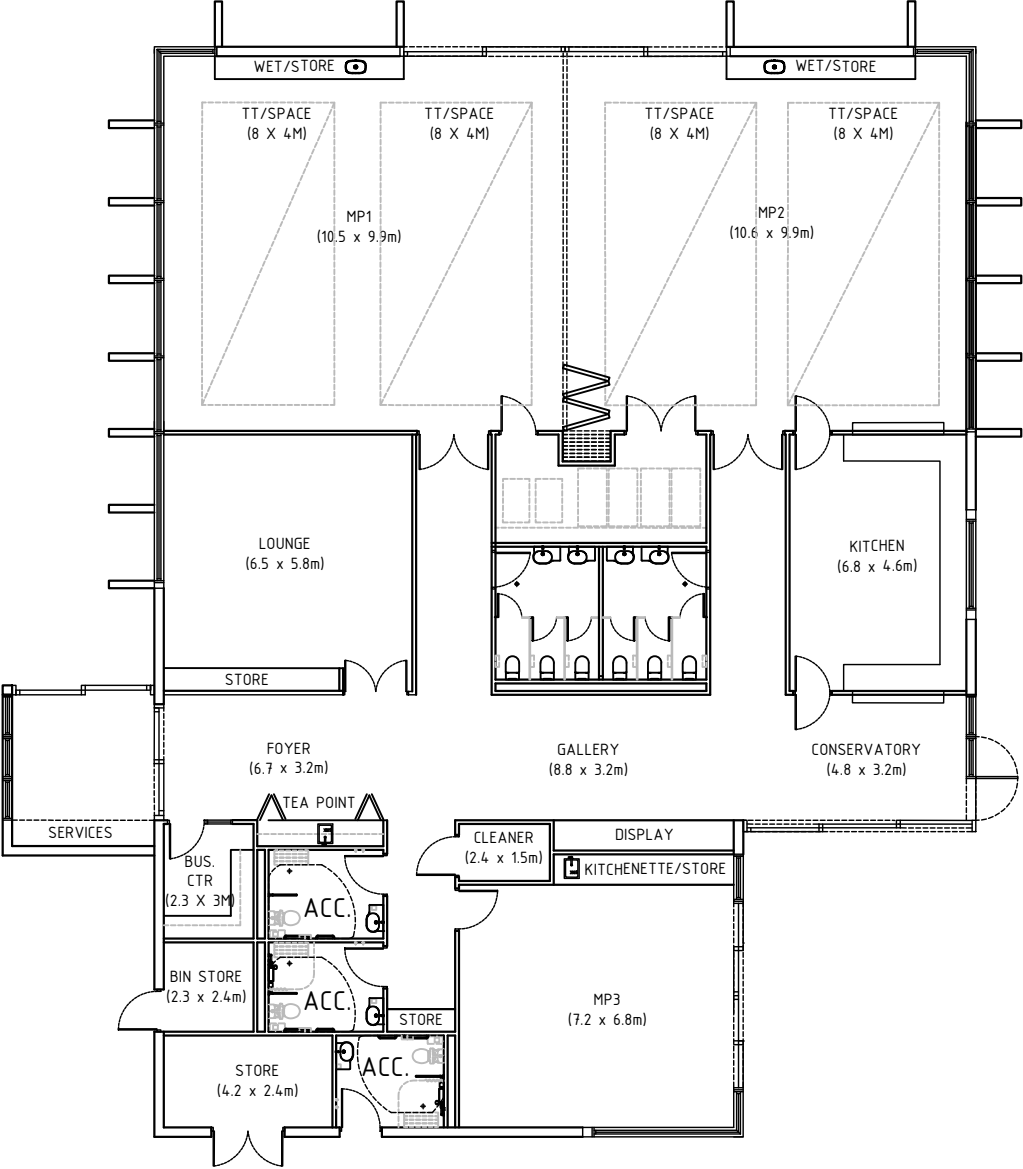 WET/STORE
WET/STORE
TT/SPACE
(8 X 4M)
TT/SPACE
(8 X 4M)
TT/SPACE
(8 X 4M)
TT/SPACE
(8 X 4M)
MP1
(10.5 x 9.9m)
MP2
(10.6 x 9.9m)
LOUNGE
(6.5 x 5.8m)
KITCHEN
(6.8 x 4.6m)
STORE
FOYER
(6.7 x 3.2m)
GALLERY
(8.8 x 3.2m)
CONSERVATORY
(4.8 x 3.2m)
TEA POINT
SERVICES
CLEANER
(2.4 x 1.5m)
DISPLAY
KITCHENETTE/STORE
BUS.
CTR
(2.3 X 3M)
ACC.
BIN STORE
(2.3 x 2.4m)
ACC.
STORE
MP3
(7.2 x 6.8m)
STORE
(4.2 x 2.4m)
ACC.